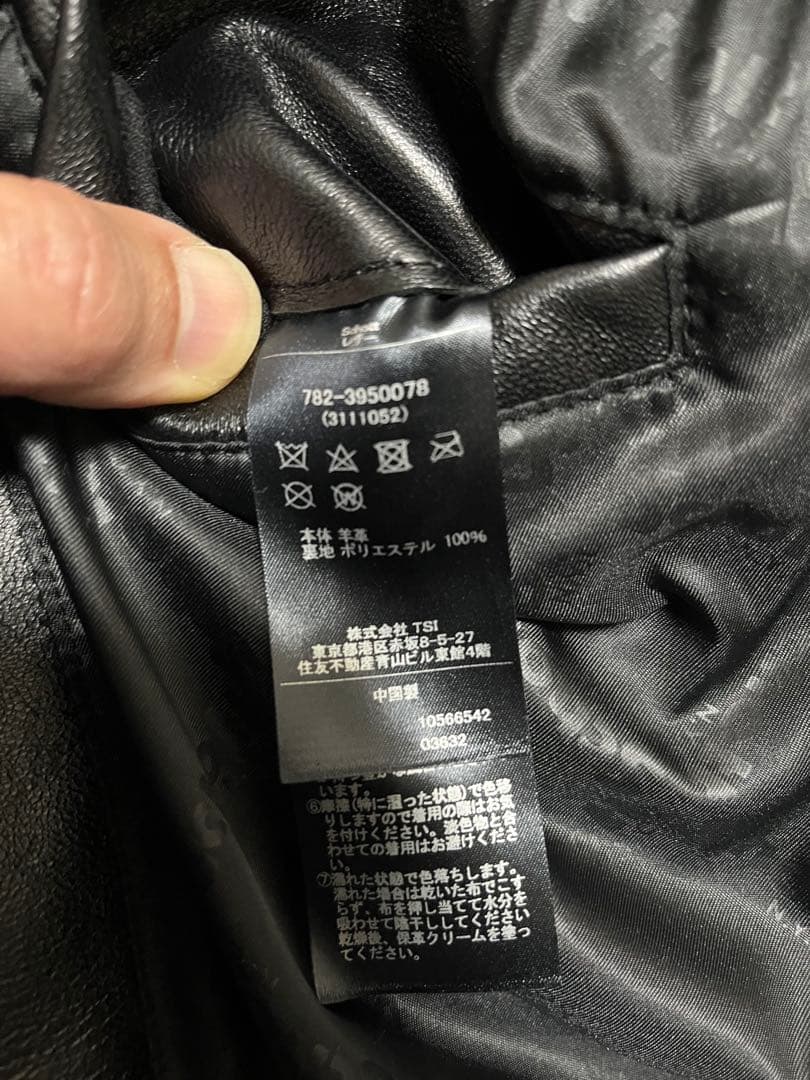 Schott
レザー
782-3950078
(3111052)
本体 羊革
裏地 ポリエステル 100%
株式会社 TSI
東京都港区赤坂8-5-27
住友不動産青山ビル東館4階
中国製
10566542
03632
います。
⑥摩擦(特に湿った状態)で色移
りしますので着用の際はお気
を付けください。淡色物と合
わせての着用はお避けくださ
い。
⑦濡れた状態で色落ちします。
濡れた場合は乾いた布でこす
らず、布を押し当てて水分を
吸わせて陰干ししてください
乾燥後、保革クリームを塗っ
てください。